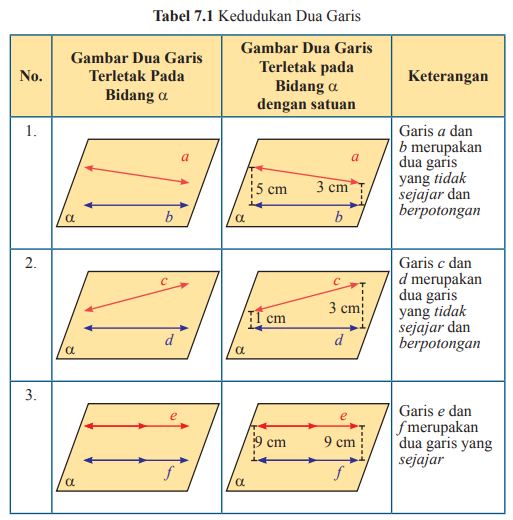 Tabel 7.1 Kedudukan Dua Garis
No.
Gambar Dua Garis
Terletak Pada
Bidang α
Gambar Dua Garis
Terletak pada
Bidang α
dengan satuan
Keterangan
1.
a
b
α
a
5 cm
3 cm
b
α
Garis a dan
b merupakan
dua garis
yang tidak
sejajar dan
berpotongan
2.
c
d
α
c
1 cm
3 cm
d
α
Garis c dan
d merupakan
dua garis
yang tidak
sejajar dan
berpotongan
3.
e
f
α
e
9 cm
9 cm
f
α
Garis e dan
f merupakan
dua garis yang
sejajar